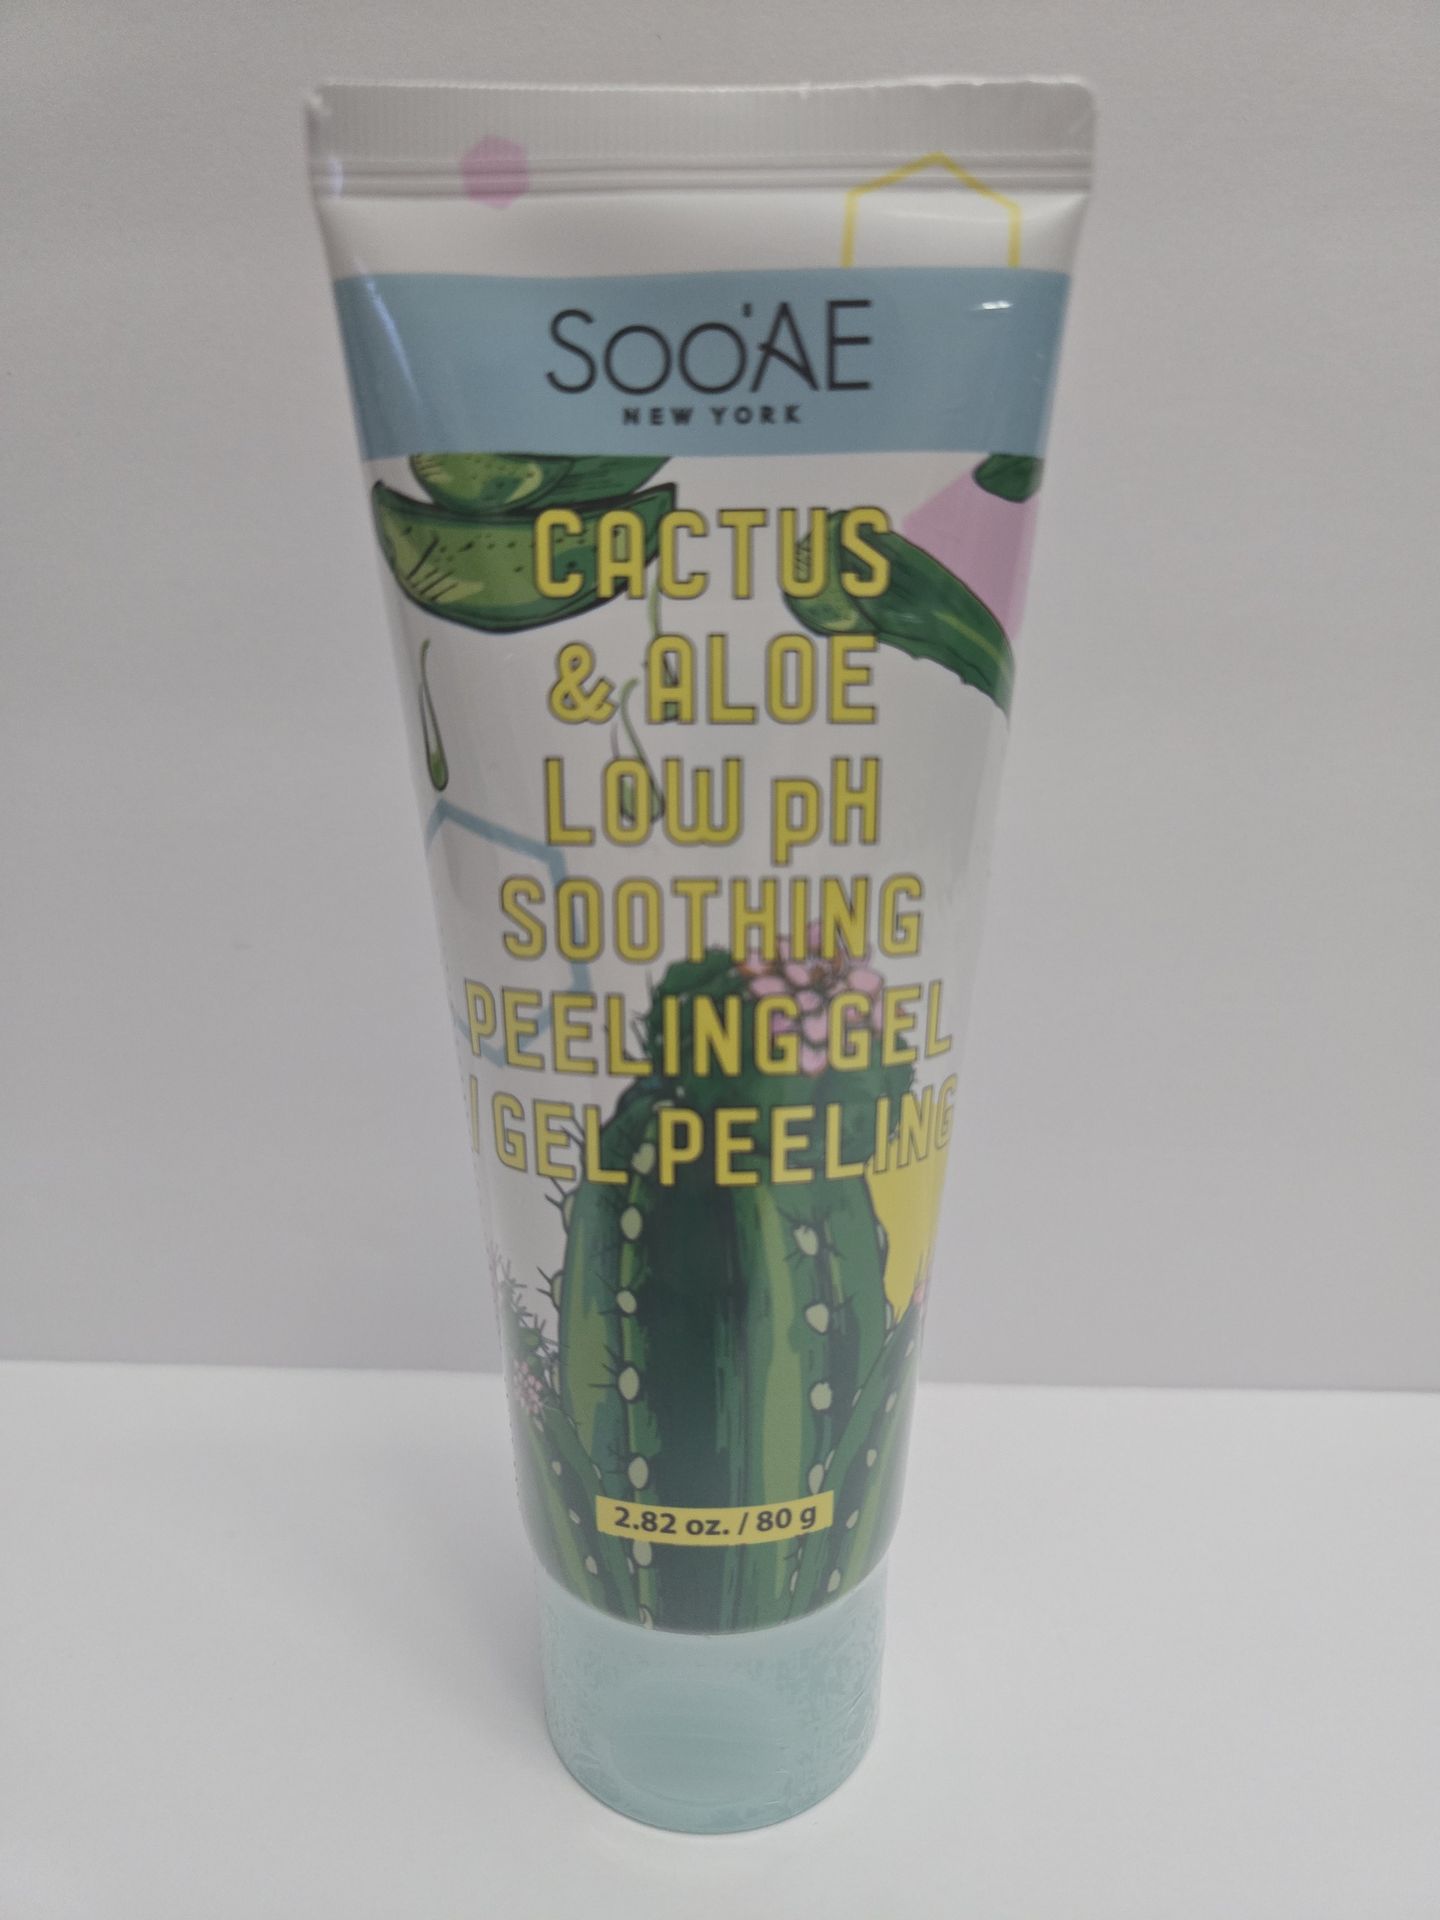 SOO'AE
NEW YORK
CACTUS
& ALOE
LOW pH
SOOTHING
PEELING GEL
/ GEL PEELING
2.82 oz. / 80 g